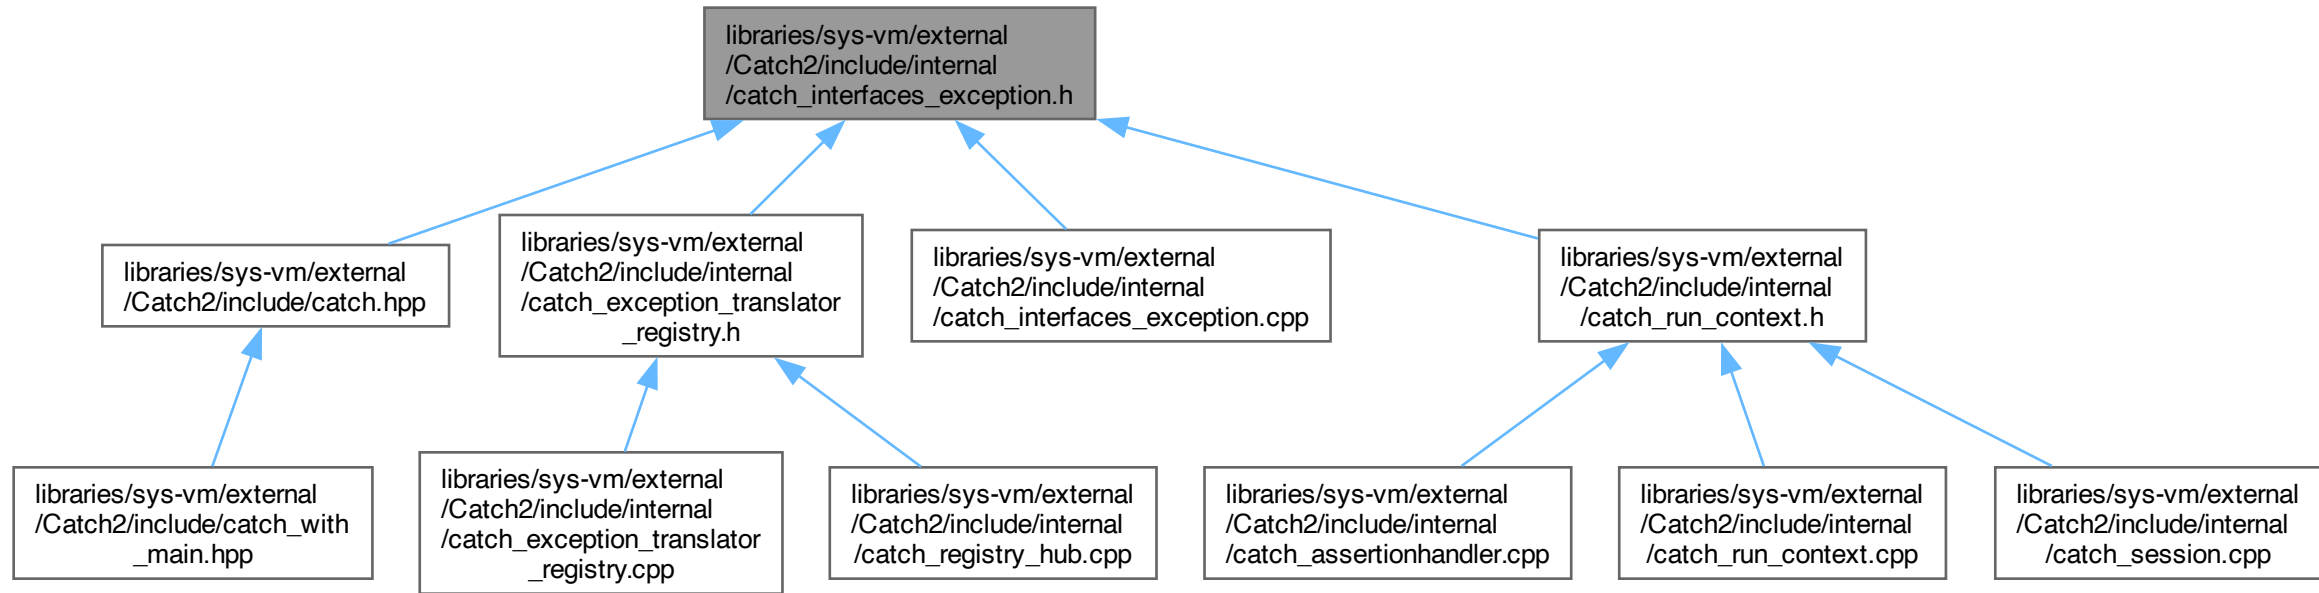 libraries/sys-vm/external
/Catch2/include/internal
/catch_interfaces_exception.h
libraries/sys-vm/external
/Catch2/include/catch.hpp
libraries/sys-vm/external
/Catch2/include/internal
/catch_exception_translator
_registry.h
libraries/sys-vm/external
/Catch2/include/internal
/catch_interfaces_exception.cpp
libraries/sys-vm/external
/Catch2/include/internal
/catch_run_context.h
libraries/sys-vm/external
/Catch2/include/catch_with
_main.hpp
libraries/sys-vm/external
/Catch2/include/internal
/catch_exception_translator
_registry.cpp
libraries/sys-vm/external
/Catch2/include/internal
/catch_registry_hub.cpp
libraries/sys-vm/external
/Catch2/include/internal
/catch_assertionhandler.cpp
libraries/sys-vm/external
/Catch2/include/internal
/catch_run_context.cpp
libraries/sys-vm/external
/Catch2/include/internal
/catch_session.cpp